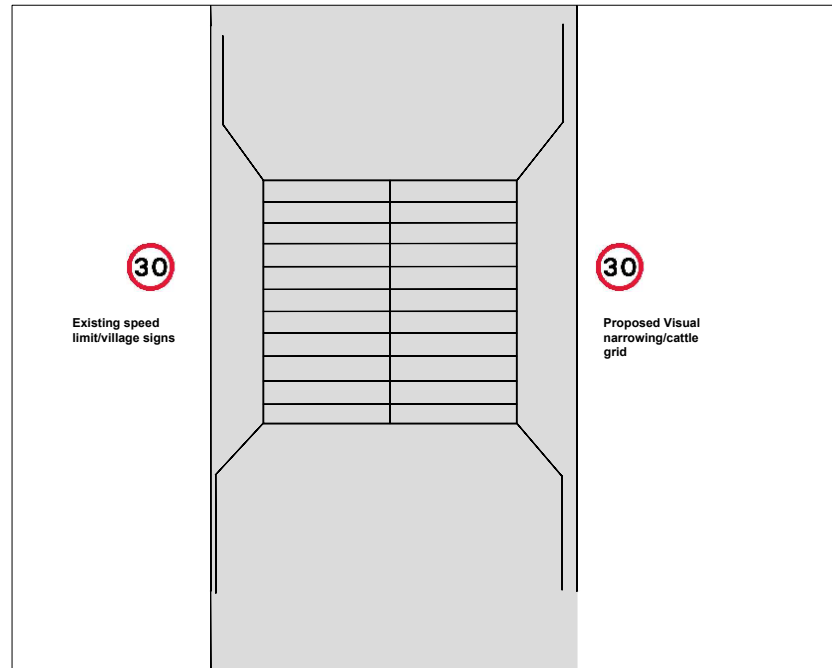 30
30
Existing speed
limit/village signs
Proposed Visual
narrowing/cattle
grid